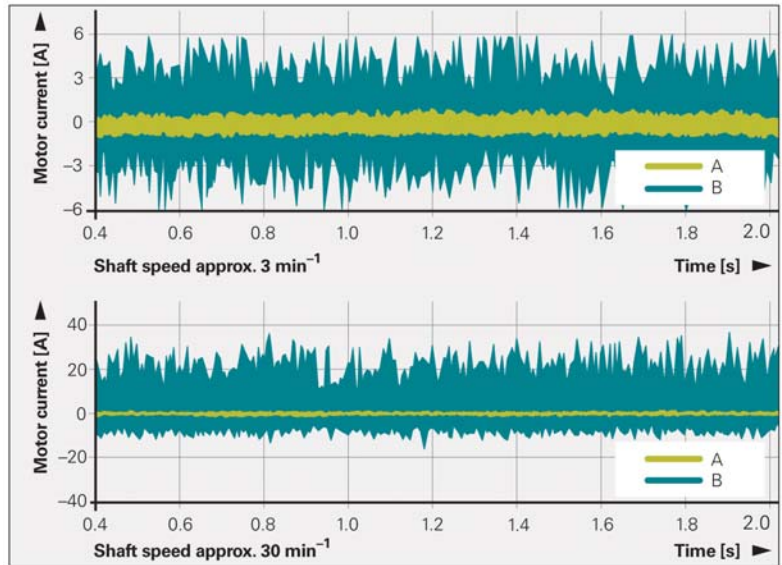 Motor current [A] ►
6
3
0
–3
–6
A
B
0.4 0.6 0.8 1.0 1.2 1.4 1.6 1.8 2.0
Shaft speed approx. 3 min⁻¹ Time [s] ►
Motor current [A] ►
40
20
0
–20
–40
A
B
0.4 0.6 0.8 1.0 1.2 1.4 1.6 1.8 2.0
Shaft speed approx. 30 min⁻¹ Time [s] ►